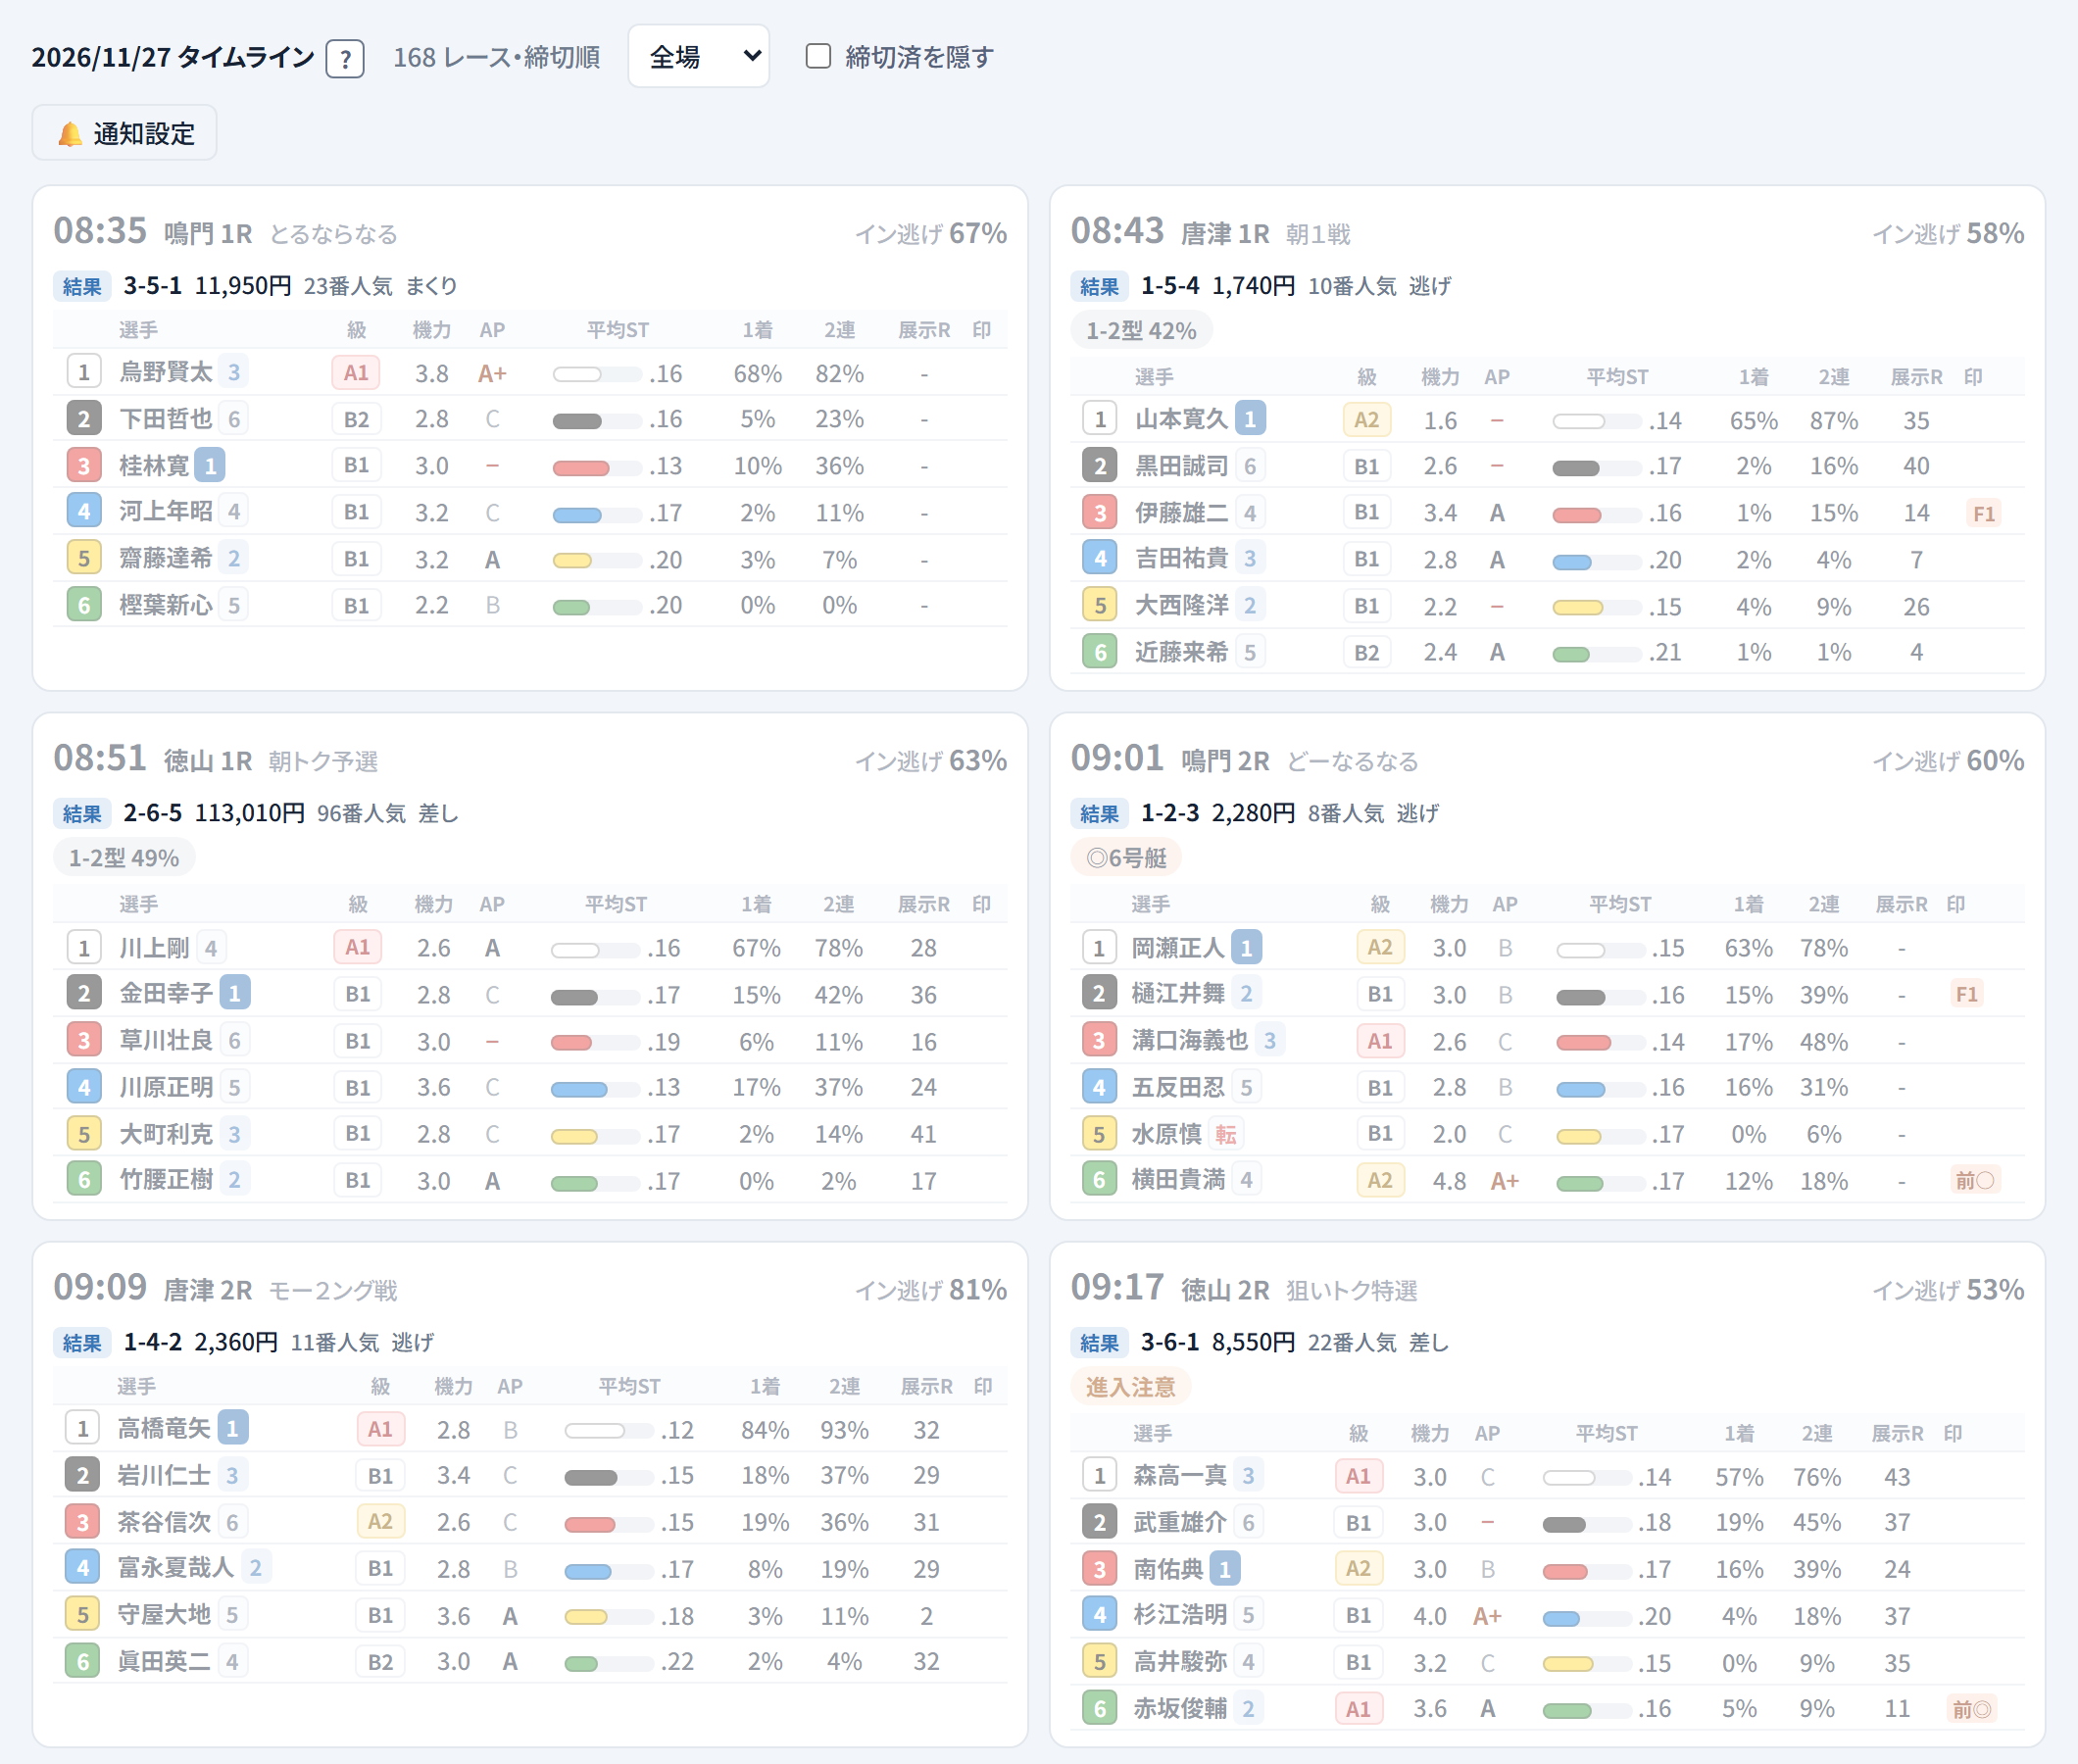 2026/11/27 タイムライン ? 168 レース・締切順 全場 締切済を隠す
🔔 通知設定
08:35 鳴門 1R とるならなる イン逃げ 67%
結果 3-5-1 11,950円 23番人気 まくり
選手 級 機力 AP 平均ST 1着 2連 展示R 印
1 烏野賢太 3 A1 3.8 A+ .16 68% 82% -
2 下田哲也 6 B2 2.8 C .16 5% 23% -
3 桂林寛 1 B1 3.0 − .13 10% 36% -
4 河上年昭 4 B1 3.2 C .17 2% 11% -
5 齋藤達希 2 B1 3.2 A .20 3% 7% -
6 樫葉新心 5 B1 2.2 B .20 0% 0% -
08:43 唐津 1R 朝１戦 イン逃げ 58%
結果 1-5-4 1,740円 10番人気 逃げ
1-2型 42%
選手 級 機力 AP 平均ST 1着 2連 展示R 印
1 山本寛久 1 A2 1.6 − .14 65% 87% 35
2 黒田誠司 6 B1 2.6 − .17 2% 16% 40
3 伊藤雄二 4 B1 3.4 A .16 1% 15% 14 F1
4 吉田祐貴 3 B1 2.8 A .20 2% 4% 7
5 大西隆洋 2 B1 2.2 − .15 4% 9% 26
6 近藤来希 5 B2 2.4 A .21 1% 1% 4
08:51 徳山 1R 朝トク予選 イン逃げ 63%
結果 2-6-5 113,010円 96番人気 差し
1-2型 49%
選手 級 機力 AP 平均ST 1着 2連 展示R 印
1 川上剛 4 A1 2.6 A .16 67% 78% 28
2 金田幸子 1 B1 2.8 C .17 15% 42% 36
3 草川壮良 6 B1 3.0 − .19 6% 11% 16
4 川原正明 5 B1 3.6 C .13 17% 37% 24
5 大町利克 3 B1 2.8 C .17 2% 14% 41
6 竹腰正樹 2 B1 3.0 A .17 0% 2% 17
09:01 鳴門 2R どーなるなる イン逃げ 60%
結果 1-2-3 2,280円 8番人気 逃げ
◎6号艇
選手 級 機力 AP 平均ST 1着 2連 展示R 印
1 岡瀬正人 1 A2 3.0 B .15 63% 78% -
2 樋江井舞 2 B1 3.0 B .16 15% 39% - F1
3 溝口海義也 3 A1 2.6 C .14 17% 48% -
4 五反田忍 5 B1 2.8 B .16 16% 31% -
5 水原慎 転 B1 2.0 C .17 0% 6% -
6 横田貴満 4 A2 4.8 A+ .17 12% 18% - 前○
09:09 唐津 2R モー２ング戦 イン逃げ 81%
結果 1-4-2 2,360円 11番人気 逃げ
選手 級 機力 AP 平均ST 1着 2連 展示R 印
1 高橋竜矢 1 A1 2.8 B .12 84% 93% 32
2 岩川仁士 3 B1 3.4 C .15 18% 37% 29
3 茶谷信次 6 A2 2.6 C .15 19% 36% 31
4 富永夏哉人 2 B1 2.8 B .17 8% 19% 29
5 守屋大地 5 B1 3.6 A .18 3% 11% 2
6 眞田英二 4 B2 3.0 A .22 2% 4% 32
09:17 徳山 2R 狙いトク特選 イン逃げ 53%
結果 3-6-1 8,550円 22番人気 差し
進入注意
選手 級 機力 AP 平均ST 1着 2連 展示R 印
1 森高一真 3 A1 3.0 C .14 57% 76% 43
2 武重雄介 6 B1 3.0 − .18 19% 45% 37
3 南佑典 1 A2 3.0 B .17 16% 39% 24
4 杉江浩明 5 B1 4.0 A+ .20 4% 18% 37
5 高井駿弥 4 B1 3.2 C .15 0% 9% 35
6 赤坂俊輔 2 A1 3.6 A .16 5% 9% 11 前◎